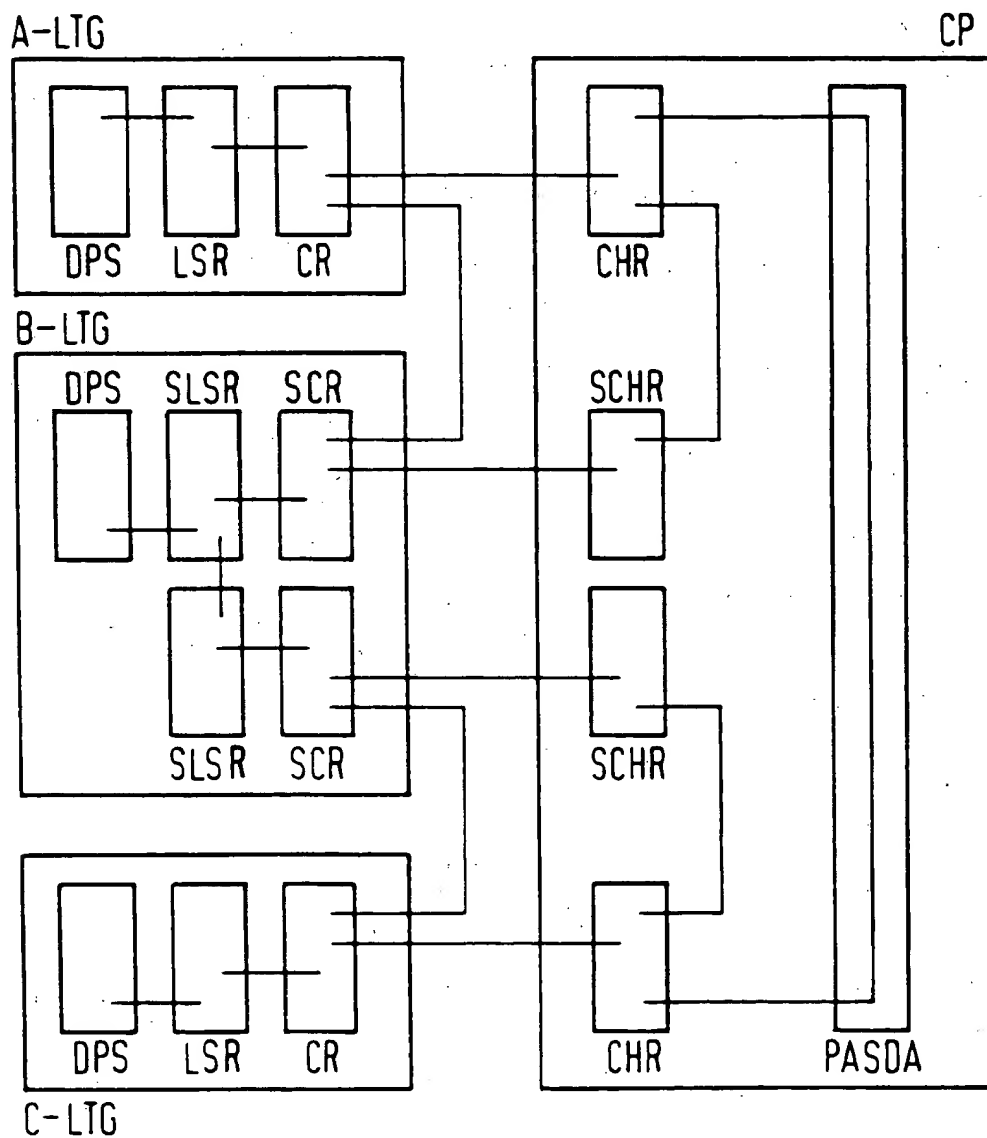 A-LTG
CP
DPS LSR CR
CHR
B-LTG
DPS SLSR SCR
SCHR
SLSR SCR
SCHR
DPS LSR CR
CHR
PASDA
C-LTG